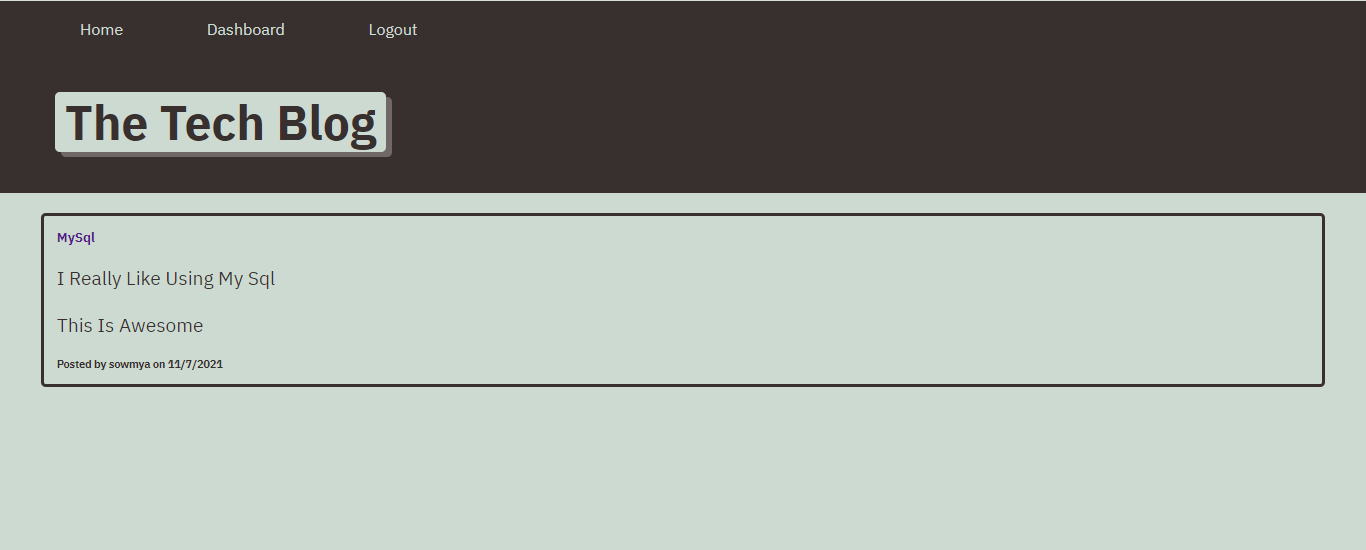 Home Dashboard Logout
The Tech Blog
MySql
I Really Like Using My Sql
This Is Awesome
Posted by sowmya on 11/7/2021